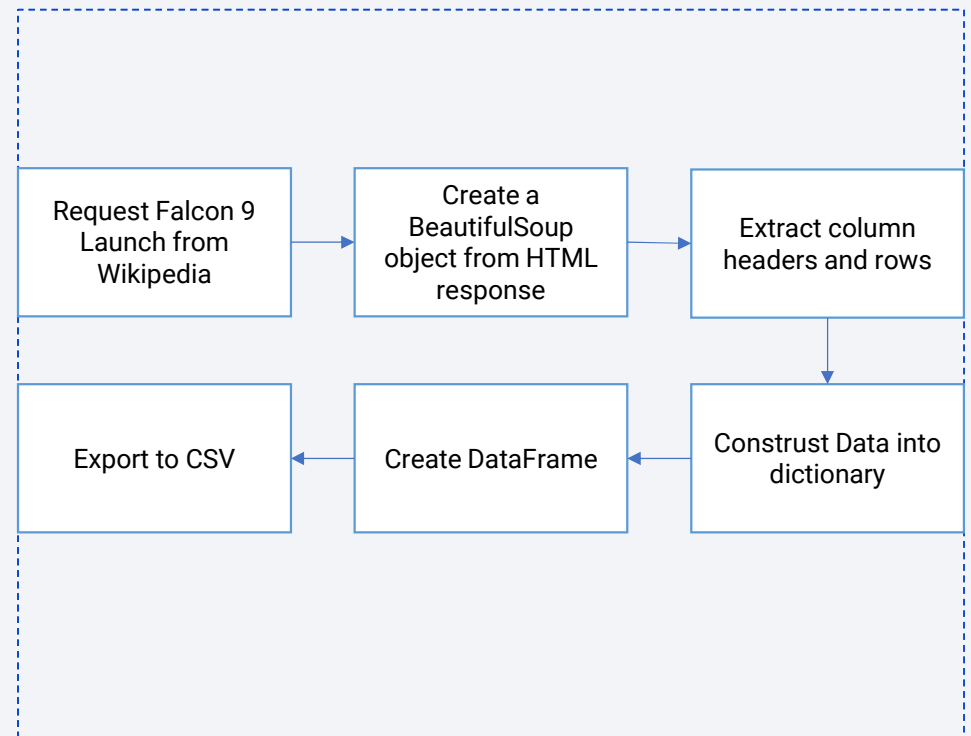 Request Falcon 9
Launch from
Wikipedia
Create a
BeautifulSoup
object from HTML
response
Extract column
headers and rows
Export to CSV
Create DataFrame
Construst Data into
dictionary